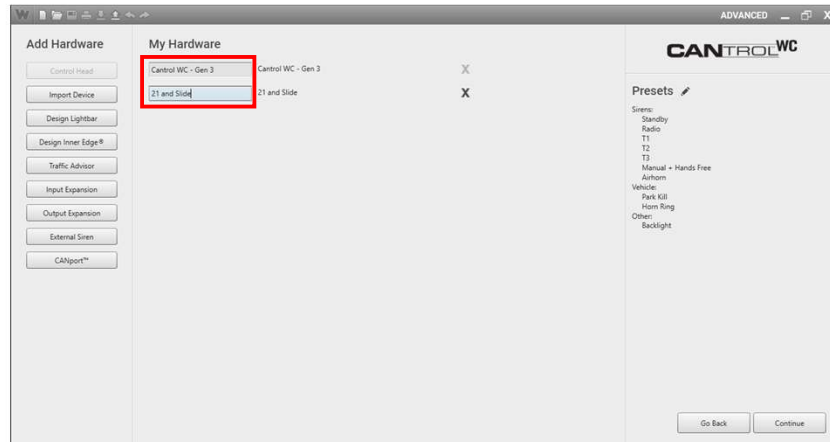 W
ADVANCED
X
Add Hardware
Control Head
Import Device
Design Lightbar
Design Inner Edge®
Traffic Advisor
Input Expansion
Output Expansion
External Siren
CANport™
My Hardware
Cantrol WC - Gen 3 Cantrol WC - Gen 3 X
21 and Slide 21 and Slide X
CANTROL WC
Presets
Sirens:
Standby
Radio
T1
T2
T3
Manual + Hands Free
Airhorn
Vehicle:
Park Kill
Horn Ring
Other:
Backlight
Go Back Continue